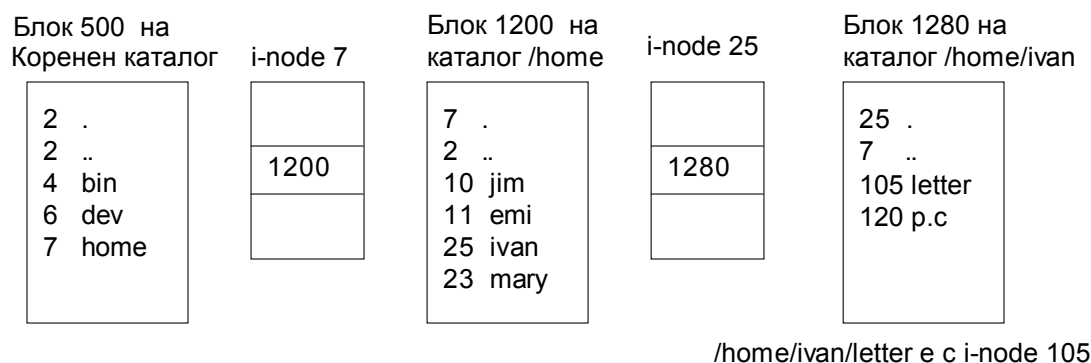 Блок 500 на
Коренен каталог
2 .
2 ..
4 bin
6 dev
7 home
i-node 7
1200
Блок 1200 на
каталог /home
7 .
2 ..
10 jim
11 emi
25 ivan
23 mary
i-node 25
1280
Блок 1280 на
каталог /home/ivan
25 .
7 ..
105 letter
120 p.c
/home/ivan/letter е с i-node 105